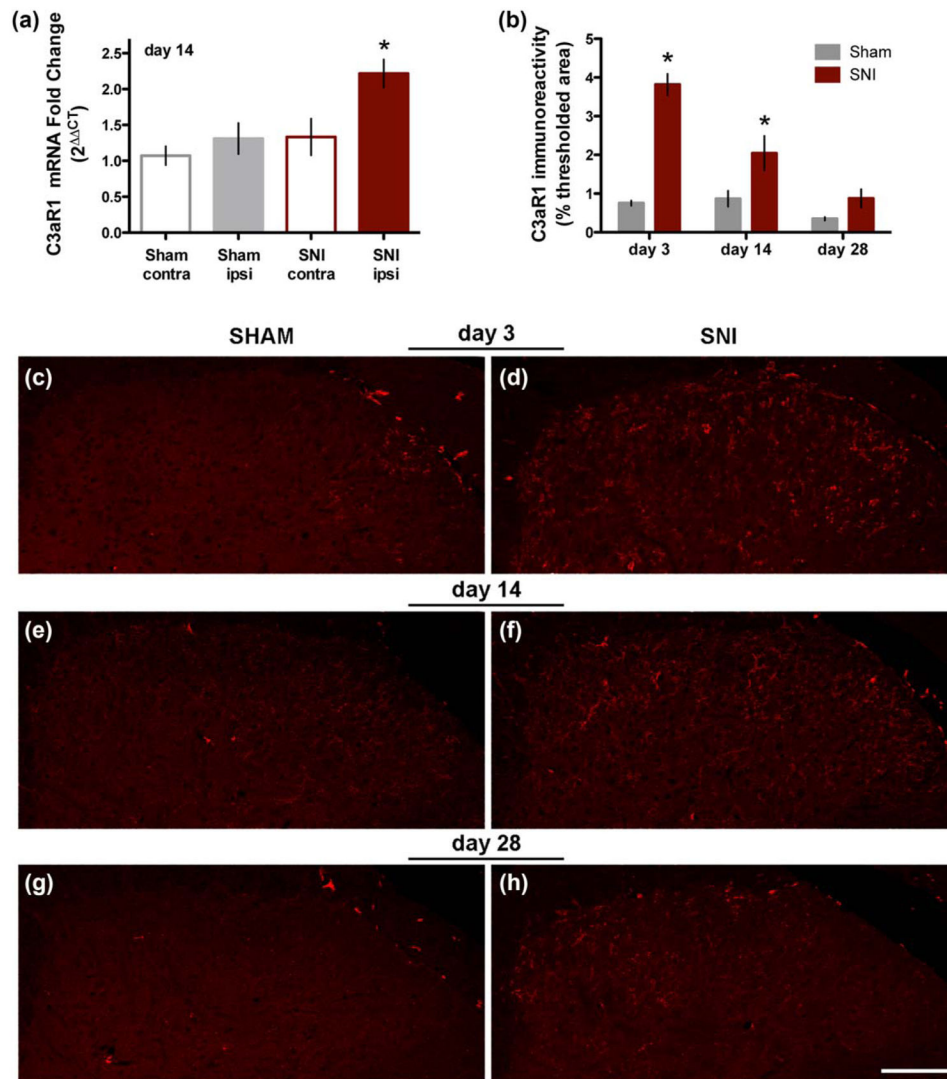 (a)
day 14
C3aR1 mRNA Fold Change
(2ΔΔCT)
2.5
2.0
1.5
1.0
0.5
0.0
*
Sham contra
Sham ipsi
SNI contra
SNI ipsi
(b)
C3aR1 immunoreactivity
(% thresholded area)
5
4
3
2
1
0
*
*
Sham
SNI
day 3
day 14
day 28
SHAM
day 3
SNI
(c)
(d)
day 14
(e)
(f)
day 28
(g)
(h)